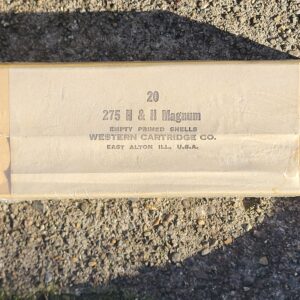 20
275 H & H Magnum
EMPTY PRIMED SHELLS
WESTERN CARTRIDGE CO.
EAST ALTON ILL., U.S.A.